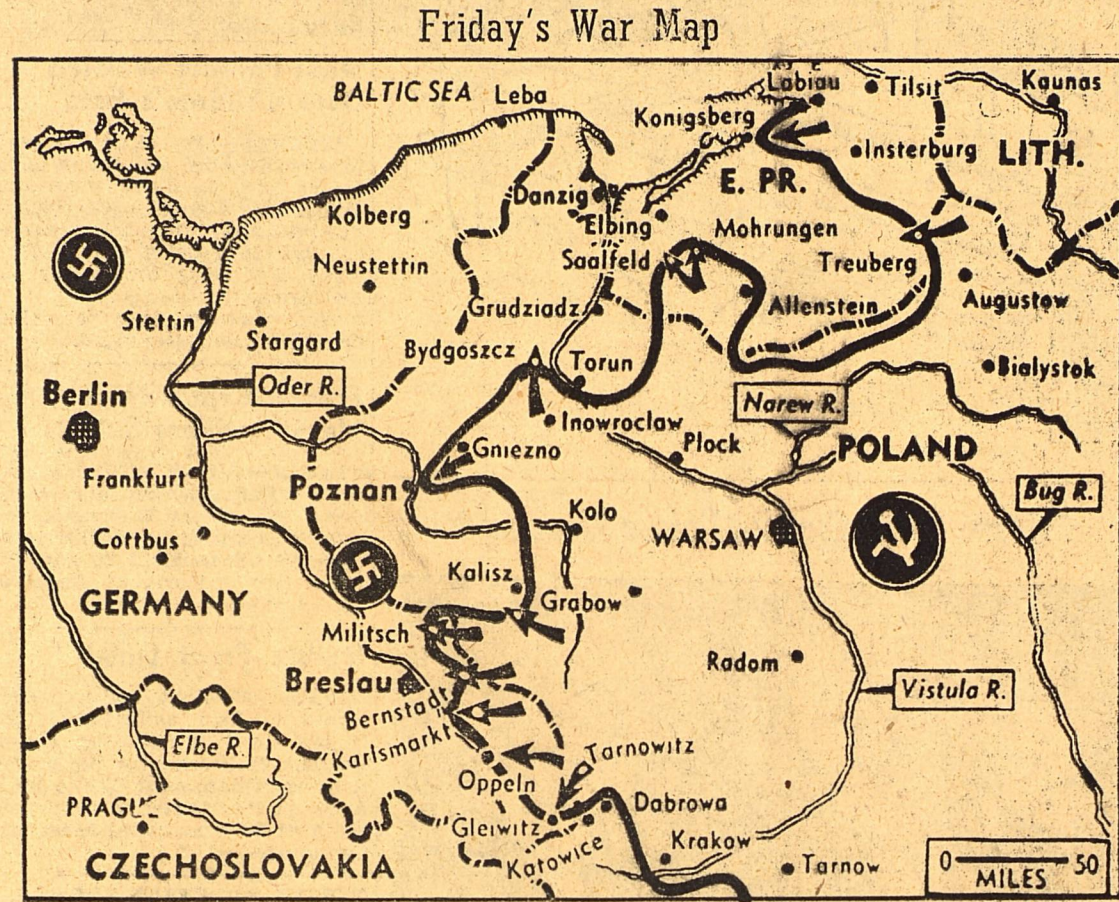 Friday's War Map
BALTIC SEA
Leba
Labiau
Tilsit
Kaunas
Konigsberg
Insterburg
LITH.
E. PR.
Danzig
Kolberg
Elbing
Mohrungen
Neustettin
Saalfeld
Treuberg
Stettin
Grudziadz
Allenstein
Augustow
Stargard
Bydgoszcz
Torun
Bialystok
Berlin
Oder R.
Narew R.
Inowroclaw
Plock
POLAND
Gniezno
Frankfurt
Poznan
Bug R.
Kolo
WARSAW
Cottbus
Kalisz
GERMANY
Grabow
Militsch
Radom
Breslau
Vistula R.
Bernstadt
Elbe R.
Karlsmarkt
Tarnowitz
Oppeln
PRAGUE
Dabrowa
Gleiwitz
Krakow
Katowice
CZECHOSLOVAKIA
Tarnow
0 50
MILES